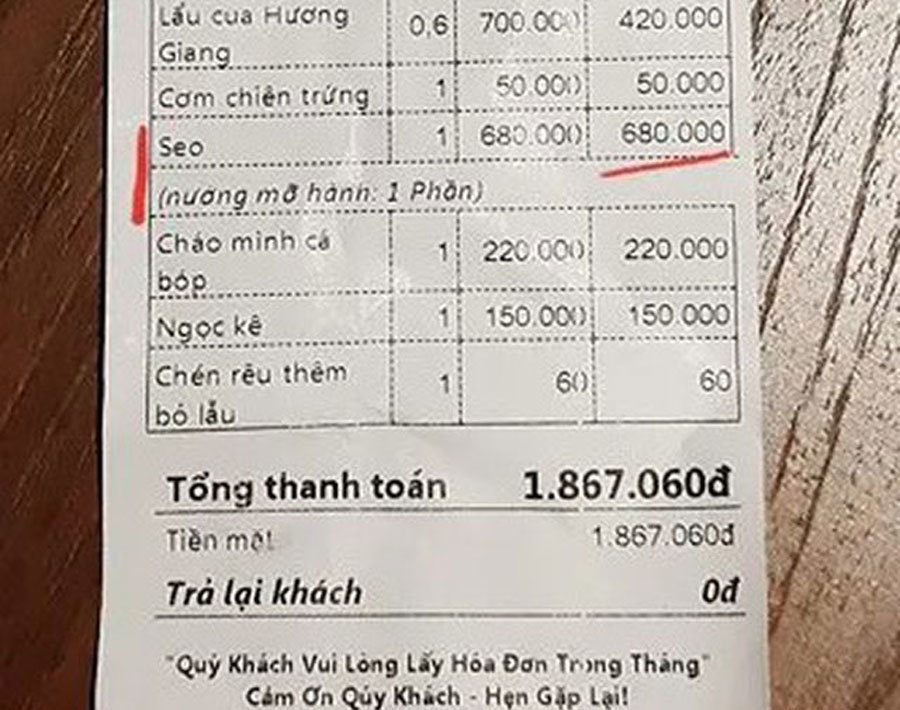 Lẩu cua Hương 0,6 700.000 420.000
Giang
Cơm chiên trứng 1 50.000 50.000
Seo 1 680.000 680.000
(nướng mỡ hành: 1 Phần)
Cháo minh cá 1 220.000 220.000
bóp
Ngọc kê 1 150.000 150.000
Chén rêu thêm 1 60 60
bỏ lẩu
Tổng thanh toán 1.867.060đ
Tiền mặt 1.867.060đ
Trả lại khách 0đ
"Quý Khách Vui Lòng Lấy Hóa Đơn Trong Tháng"
Cảm Ơn Qúy Khách - Hẹn Gặp Lại!